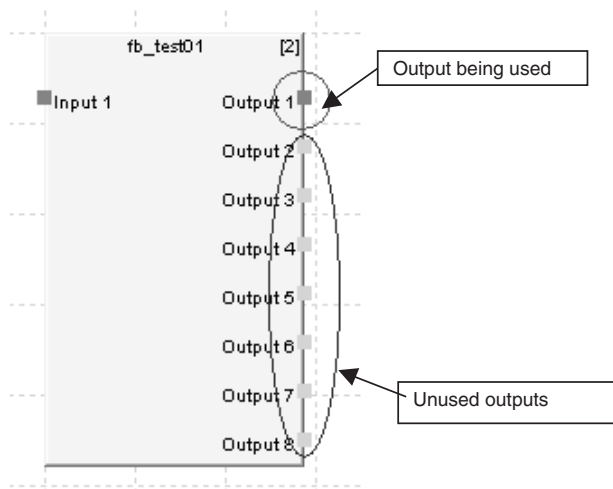 fb_test01 [2]
Output being used
Input 1 Output 1
Output 2
Output 3
Output 4
Output 5
Output 6
Output 7
Unused outputs
Output 8